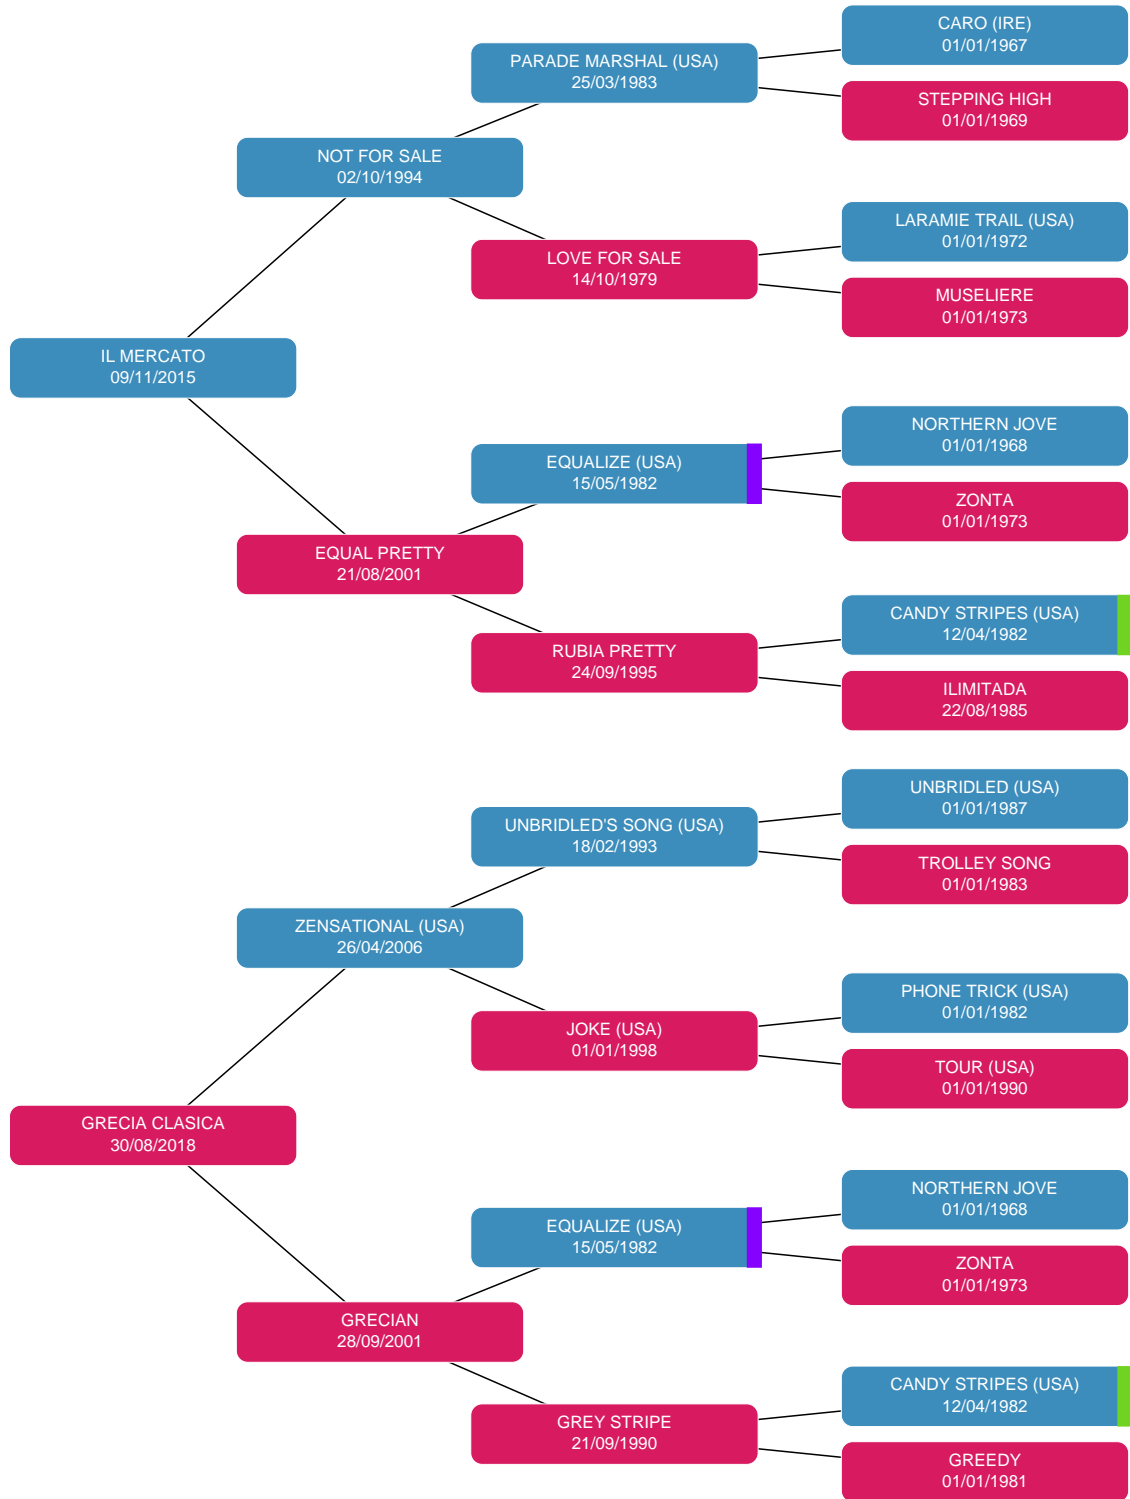 CARO (IRE)
01/01/1967
PARADE MARSHAL (USA)
25/03/1983
STEPPING HIGH
01/01/1969
NOT FOR SALE
02/10/1994
LARAMIE TRAIL (USA)
01/01/1972
LOVE FOR SALE
14/10/1979
MUSELIERE
01/01/1973
IL MERCATO
09/11/2015
NORTHERN JOVE
01/01/1968
EQUALIZE (USA)
15/05/1982
ZONTA
01/01/1973
EQUAL PRETTY
21/08/2001
CANDY STRIPES (USA)
12/04/1982
RUBIA PRETTY
24/09/1995
ILIMITADA
22/08/1985
UNBRIDLED (USA)
01/01/1987
UNBRIDLED'S SONG (USA)
18/02/1993
TROLLEY SONG
01/01/1983
ZENSATIONAL (USA)
26/04/2006
PHONE TRICK (USA)
01/01/1982
JOKE (USA)
01/01/1998
TOUR (USA)
01/01/1990
GRECIA CLASICA
30/08/2018
NORTHERN JOVE
01/01/1968
EQUALIZE (USA)
15/05/1982
ZONTA
01/01/1973
GRECIAN
28/09/2001
CANDY STRIPES (USA)
12/04/1982
GREY STRIPE
21/09/1990
GREEDY
01/01/1981